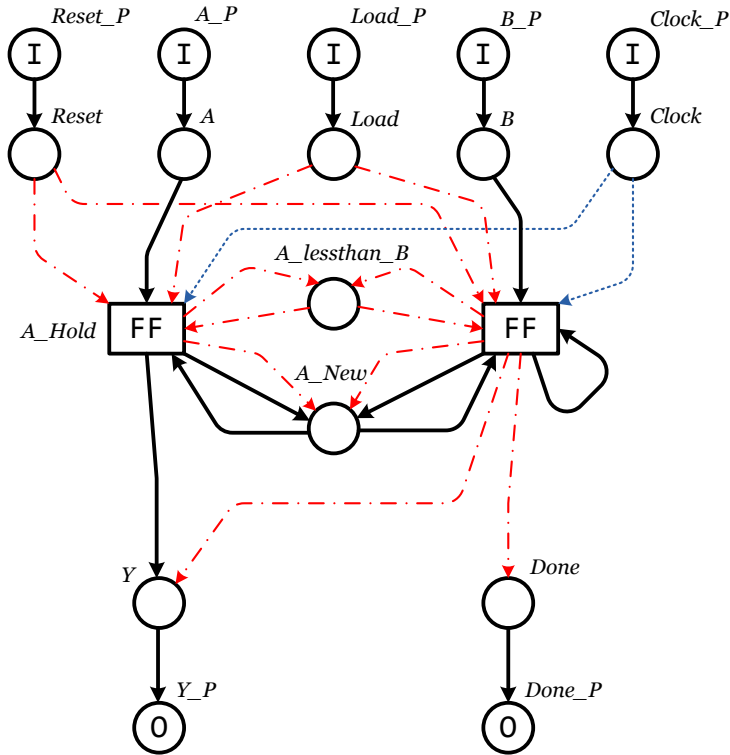 Reset_P
A_P
Load_P
B_P
Clock_P
I
I
I
I
I
Reset
A
Load
B
Clock
A_lessthan_B
A_Hold
FF
FF
A_New
Y
Done
Y_P
Done_P
O
O